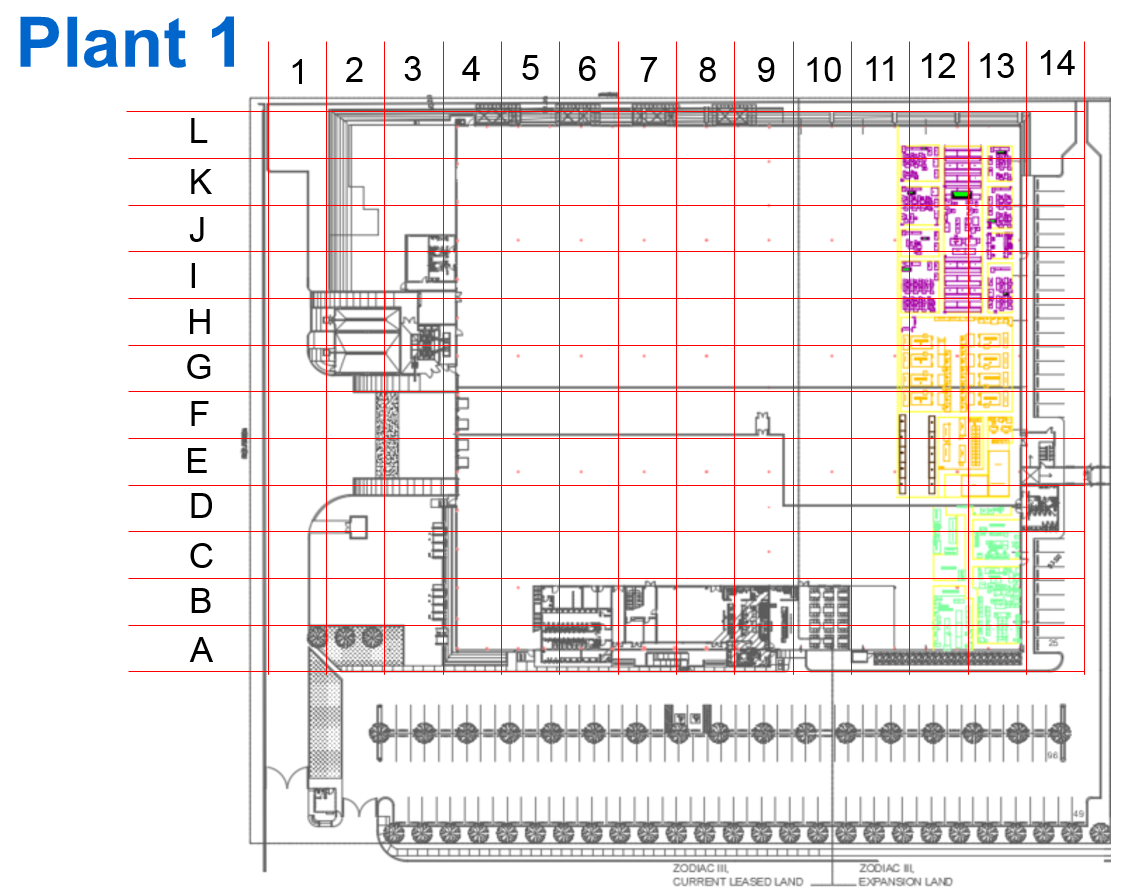 Plant 1
1 2 3 4 5 6 7 8 9 10 11 12 13 14
L
K
J
I
H
G
F
E
D
C
B
A
25
96
49
ZODIAC III, ZODIAC III,
CURRENT LEASED LAND EXPANSION LAND